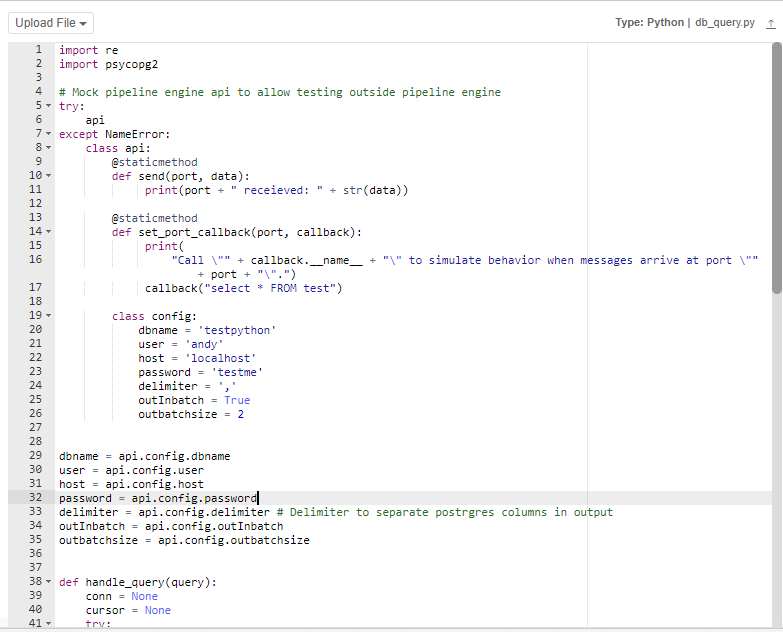 Upload File
Type: Python | db_query.py
1 import re
2 import psycopg2
3
4 # Mock pipeline engine api to allow testing outside pipeline engine
5 try:
6     api
7 except NameError:
8     class api:
9         @staticmethod
10         def send(port, data):
11             print(port + " receieved: " + str(data))
12
13         @staticmethod
14         def set_port_callback(port, callback):
15             print(
16                 "Call \"" + callback.__name__ + "\" to simulate behavior when messages arrive at port \""
                    + port + "\".")
17             callback("select * FROM test")
18
19         class config:
20             dbname = 'testpython'
21             user = 'andy'
22             host = 'localhost'
23             password = 'testme'
24             delimiter = ','
25             outInbatch = True
26             outbatchsize = 2
27
28
29 dbname = api.config.dbname
30 user = api.config.user
31 host = api.config.host
32 password = api.config.password
33 delimiter = api.config.delimiter # Delimiter to separate postrgres columns in output
34 outInbatch = api.config.outInbatch
35 outbatchsize = api.config.outbatchsize
36
37
38 def handle_query(query):
39     conn = None
40     cursor = None
41     try: